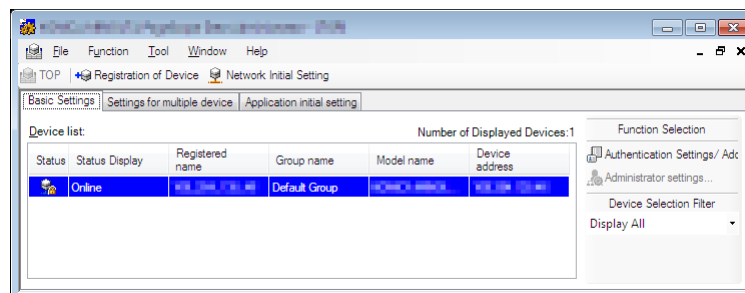 File Function Tool Window Help
TOP Registration of Device Network Initial Setting
Basic Settings Settings for multiple device Application initial setting
Device list: Number of Displayed Devices:1
Status Status Display Registered name Group name Model name Device address
Online Default Group
Function Selection
Authentication Settings/ Add
Administrator settings...
Device Selection Filter
Display All